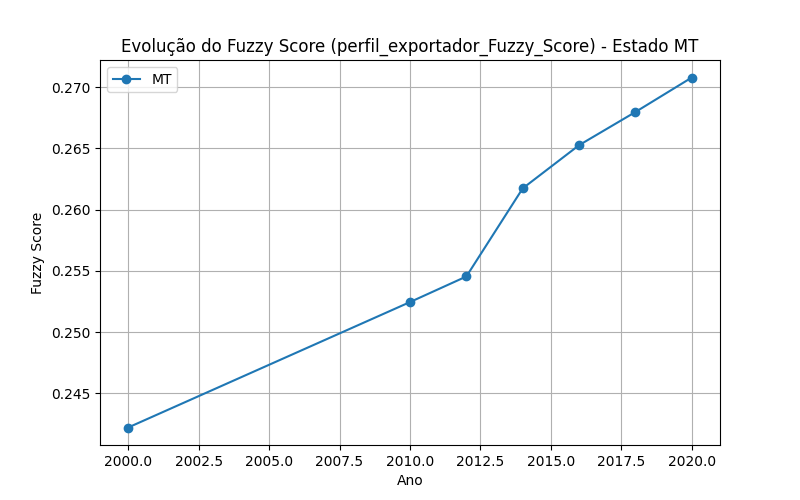 Evolução do Fuzzy Score (perfil_exportador_Fuzzy_Score) - Estado MT
MT
0.270
0.265
0.260
0.255
0.250
0.245
Fuzzy Score
2000.0 2002.5 2005.0 2007.5 2010.0 2012.5 2015.0 2017.5 2020.0
Ano